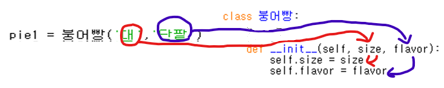 class 붕어빵:
pie1 = 붕어빵('대','단팥')
def __init__(self, size, flavor):
self.size = size
self.flavor = flavor